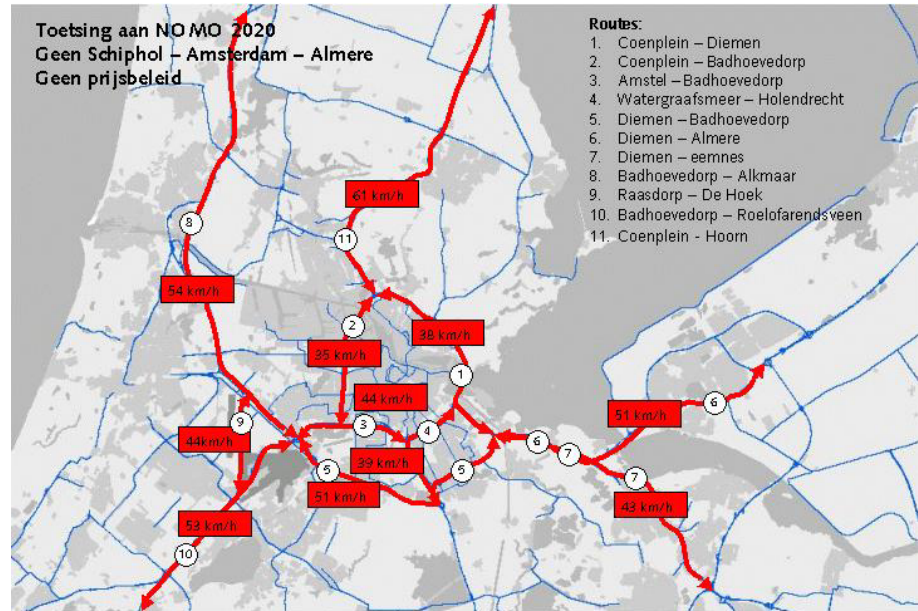 Toetsing aan NOMO 2020
Geen Schiphol – Amsterdam – Almere
Geen prijsbeleid
Routes:
1. Coenplein – Diemen
2. Coenplein – Badhoevedorp
3. Amstel – Badhoevedorp
4. Watergraafsmeer – Holendrecht
5. Diemen – Badhoevedorp
6. Diemen – Almere
7. Diemen – eemnes
8. Badhoevedorp – Alkmaar
9. Raasdorp – De Hoek
10. Badhoevedorp – Roelofarendsveen
11. Coenplein - Hoorn
61 km/h
8
11
54 km/h
2
38 km/h
35 km/h
1
44 km/h
51 km/h
6
9
3
4
44km/h
6
7
39 km/h
5
5
7
51 km/h
43 km/h
53 km/h
10